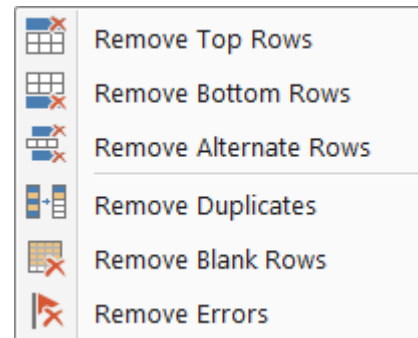 Remove Top Rows
Remove Bottom Rows
Remove Alternate Rows
Remove Duplicates
Remove Blank Rows
Remove Errors